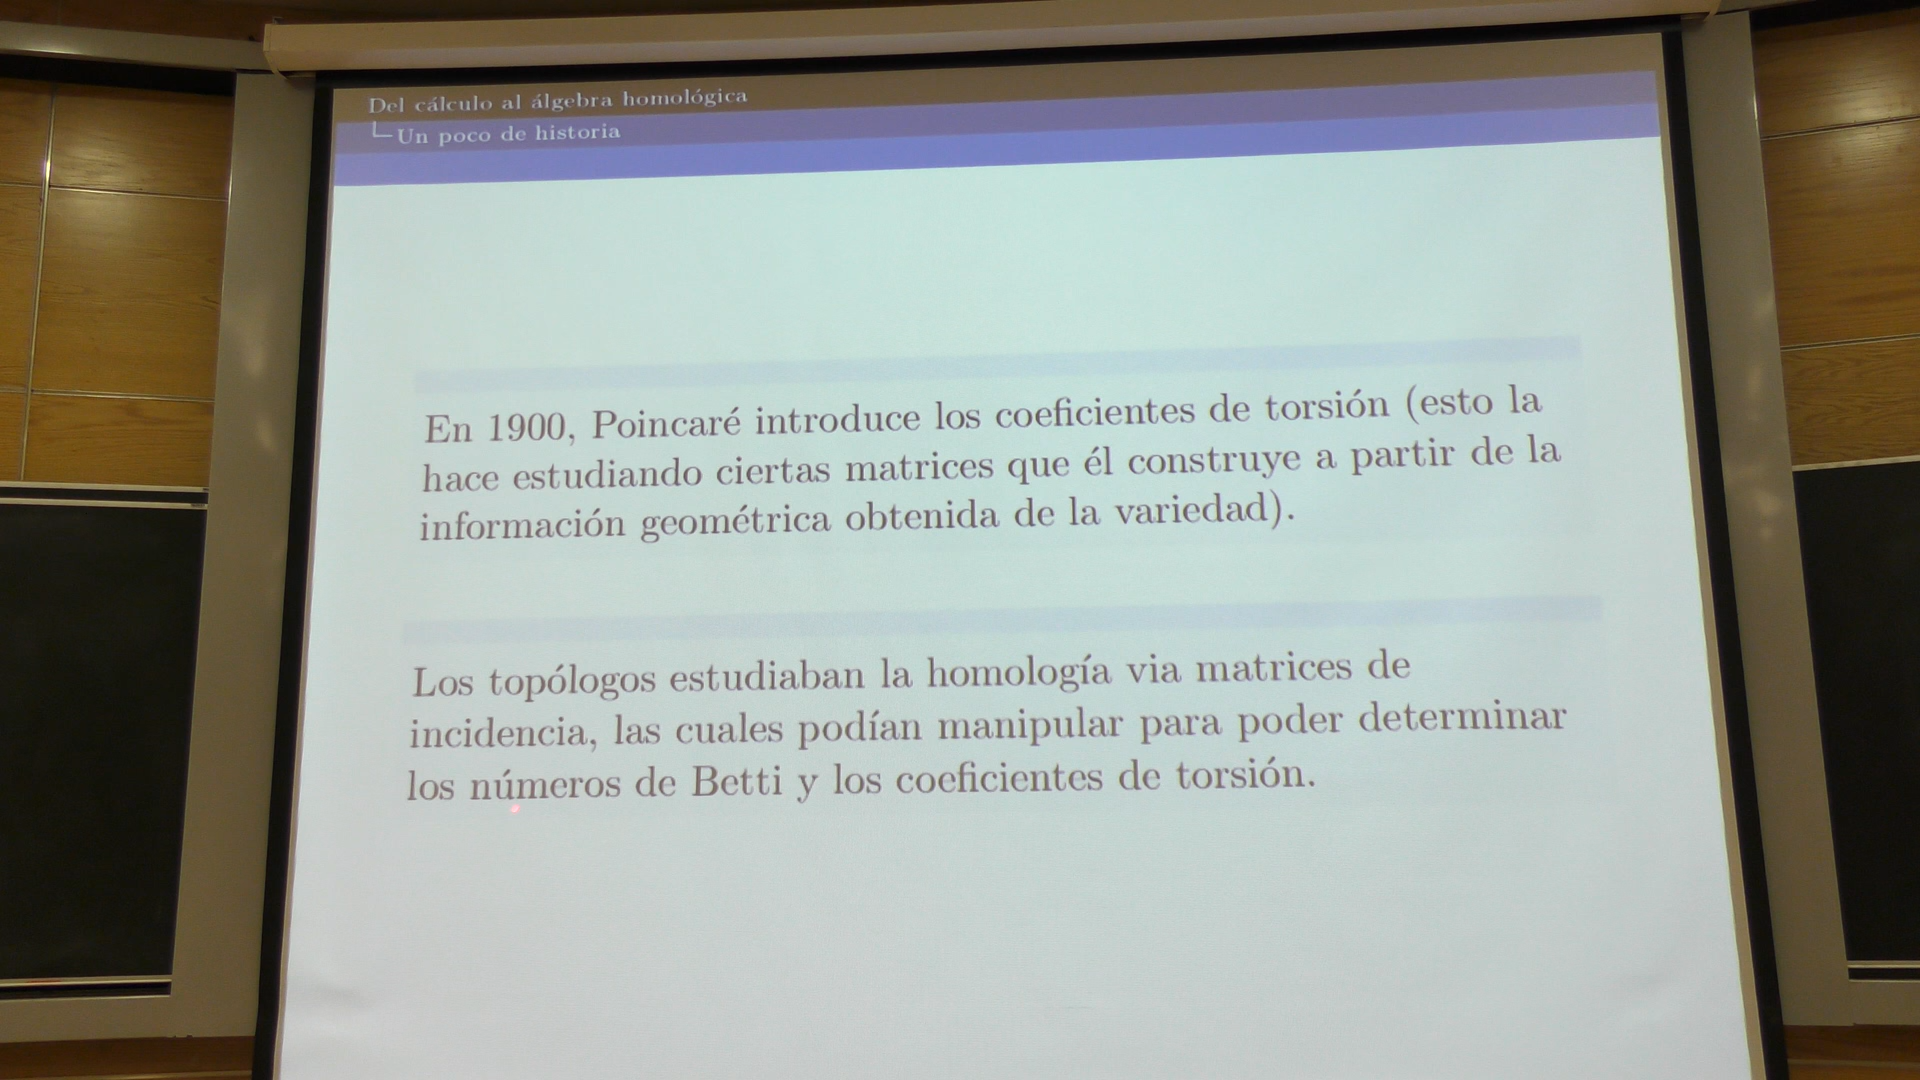 Del cálculo al álgebra homológica
Un poco de historia
En 1900, Poincaré introduce los coeficientes de torsión (esto la
hace estudiando ciertas matrices que él construye a partir de la
información geométrica obtenida de la variedad).
Los topólogos estudiaban la homología via matrices de
incidencia, las cuales podían manipular para poder determinar
los números de Betti y los coeficientes de torsión.